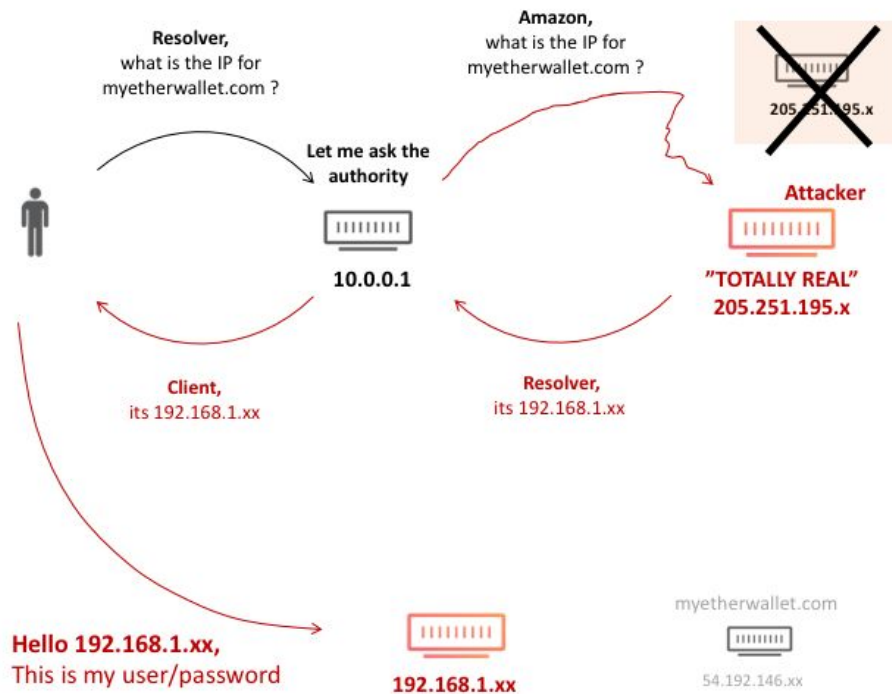 Resolver,
what is the IP for
myetherwallet.com ?
Amazon,
what is the IP for
myetherwallet.com ?
205.251.195.x
Let me ask the
authority
10.0.0.1
Attacker
”TOTALLY REAL”
205.251.195.x
Client,
its 192.168.1.xx
Resolver,
its 192.168.1.xx
Hello 192.168.1.xx,
This is my user/password
192.168.1.xx
myetherwallet.com
54.192.146.xx